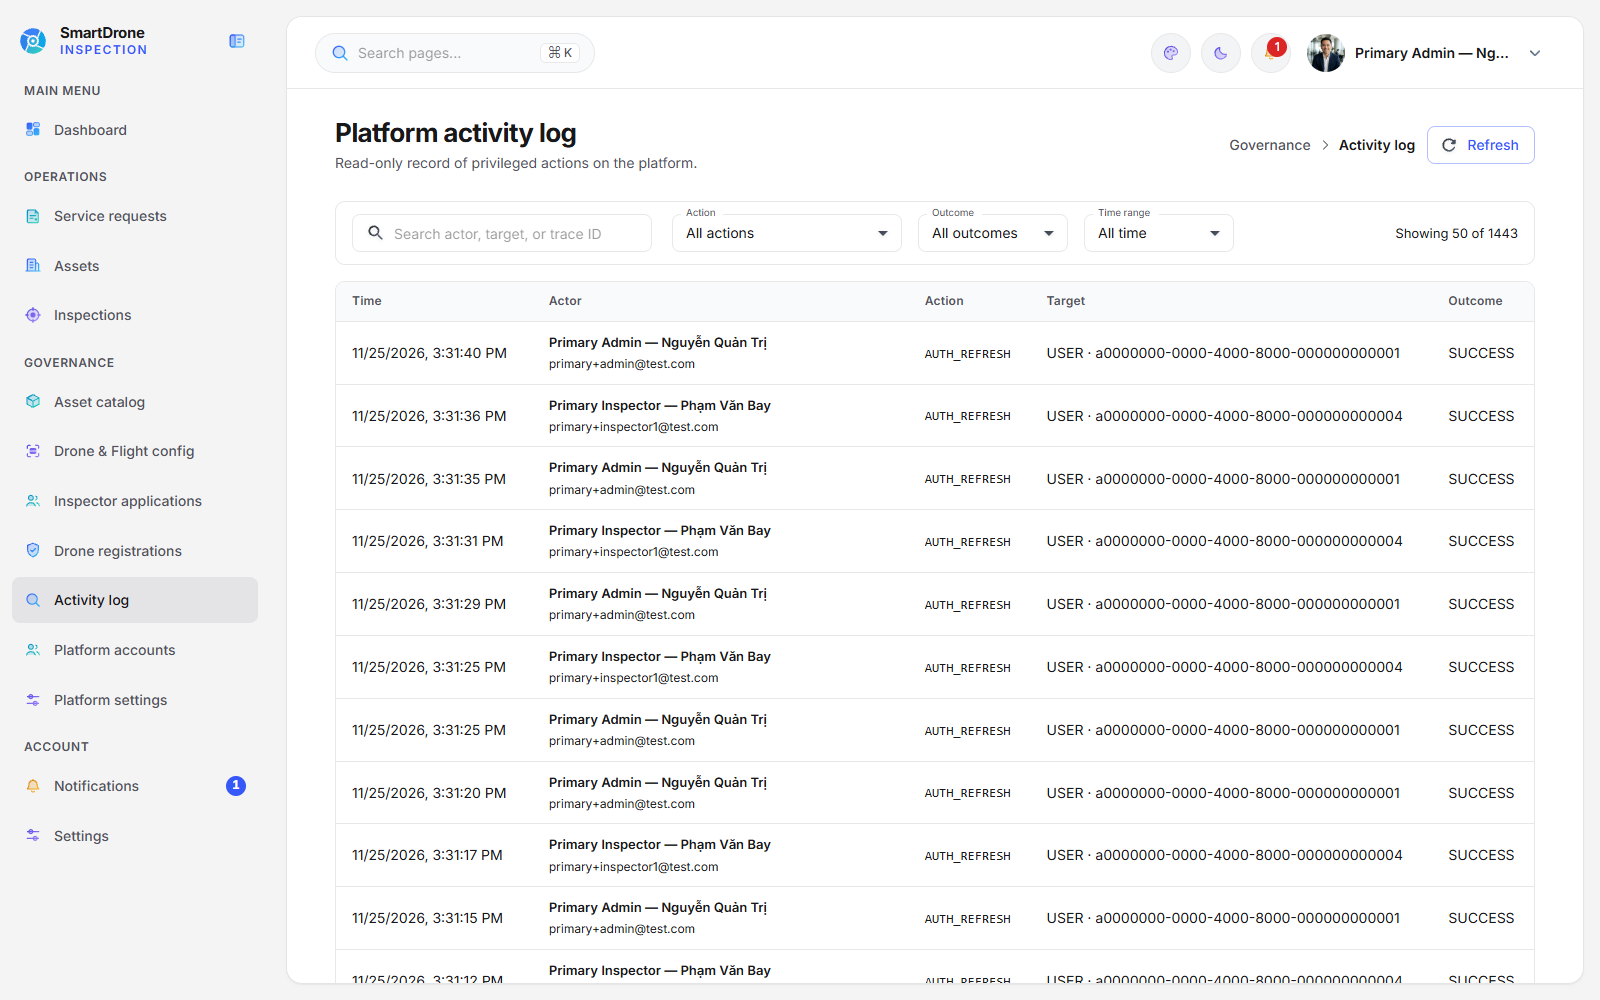 SmartDrone
INSPECTION
MAIN MENU
Dashboard
OPERATIONS
Service requests
Assets
Inspections
GOVERNANCE
Asset catalog
Drone & Flight config
Inspector applications
Drone registrations
Activity log
Platform accounts
Platform settings
ACCOUNT
Notifications 1
Settings
Search pages... ⌘ K
1 Primary Admin — Ng...
Platform activity log
Read-only record of privileged actions on the platform.
Governance > Activity log Refresh
Search actor, target, or trace ID
Action
All actions
Outcome
All outcomes
Time range
All time
Showing 50 of 1443
Time Actor Action Target Outcome
11/25/2026, 3:31:40 PM Primary Admin — Nguyễn Quản Trị AUTH_REFRESH USER · a0000000-0000-4000-8000-000000000001 SUCCESS
primary+admin@test.com
11/25/2026, 3:31:36 PM Primary Inspector — Phạm Văn Bay AUTH_REFRESH USER · a0000000-0000-4000-8000-000000000004 SUCCESS
primary+inspector1@test.com
11/25/2026, 3:31:35 PM Primary Admin — Nguyễn Quản Trị AUTH_REFRESH USER · a0000000-0000-4000-8000-000000000001 SUCCESS
primary+admin@test.com
11/25/2026, 3:31:31 PM Primary Inspector — Phạm Văn Bay AUTH_REFRESH USER · a0000000-0000-4000-8000-000000000004 SUCCESS
primary+inspector1@test.com
11/25/2026, 3:31:29 PM Primary Admin — Nguyễn Quản Trị AUTH_REFRESH USER · a0000000-0000-4000-8000-000000000001 SUCCESS
primary+admin@test.com
11/25/2026, 3:31:25 PM Primary Inspector — Phạm Văn Bay AUTH_REFRESH USER · a0000000-0000-4000-8000-000000000004 SUCCESS
primary+inspector1@test.com
11/25/2026, 3:31:25 PM Primary Admin — Nguyễn Quản Trị AUTH_REFRESH USER · a0000000-0000-4000-8000-000000000001 SUCCESS
primary+admin@test.com
11/25/2026, 3:31:20 PM Primary Admin — Nguyễn Quản Trị AUTH_REFRESH USER · a0000000-0000-4000-8000-000000000001 SUCCESS
primary+admin@test.com
11/25/2026, 3:31:17 PM Primary Inspector — Phạm Văn Bay AUTH_REFRESH USER · a0000000-0000-4000-8000-000000000004 SUCCESS
primary+inspector1@test.com
11/25/2026, 3:31:15 PM Primary Admin — Nguyễn Quản Trị AUTH_REFRESH USER · a0000000-0000-4000-8000-000000000001 SUCCESS
primary+admin@test.com
11/25/2026, 3:31:12 PM Primary Inspector — Phạm Văn Bay AUTH_REFRESH USER · a0000000-0000-4000-8000-000000000004 SUCCESS